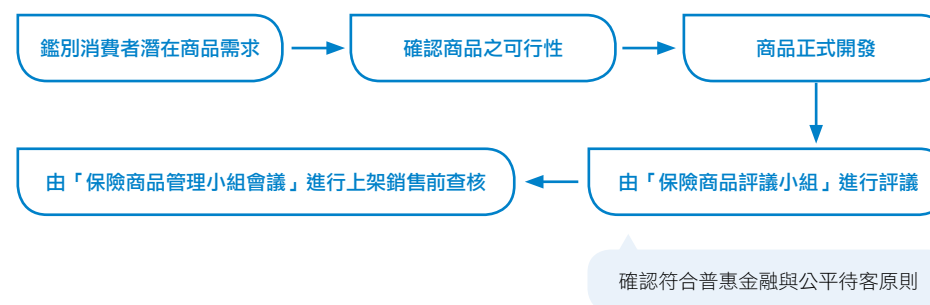 鑑別消費者潛在商品需求
確認商品之可行性
商品正式開發
由「保險商品評議小組」進行評議
由「保險商品管理小組會議」進行上架銷售前查核
確認符合普惠金融與公平待客原則